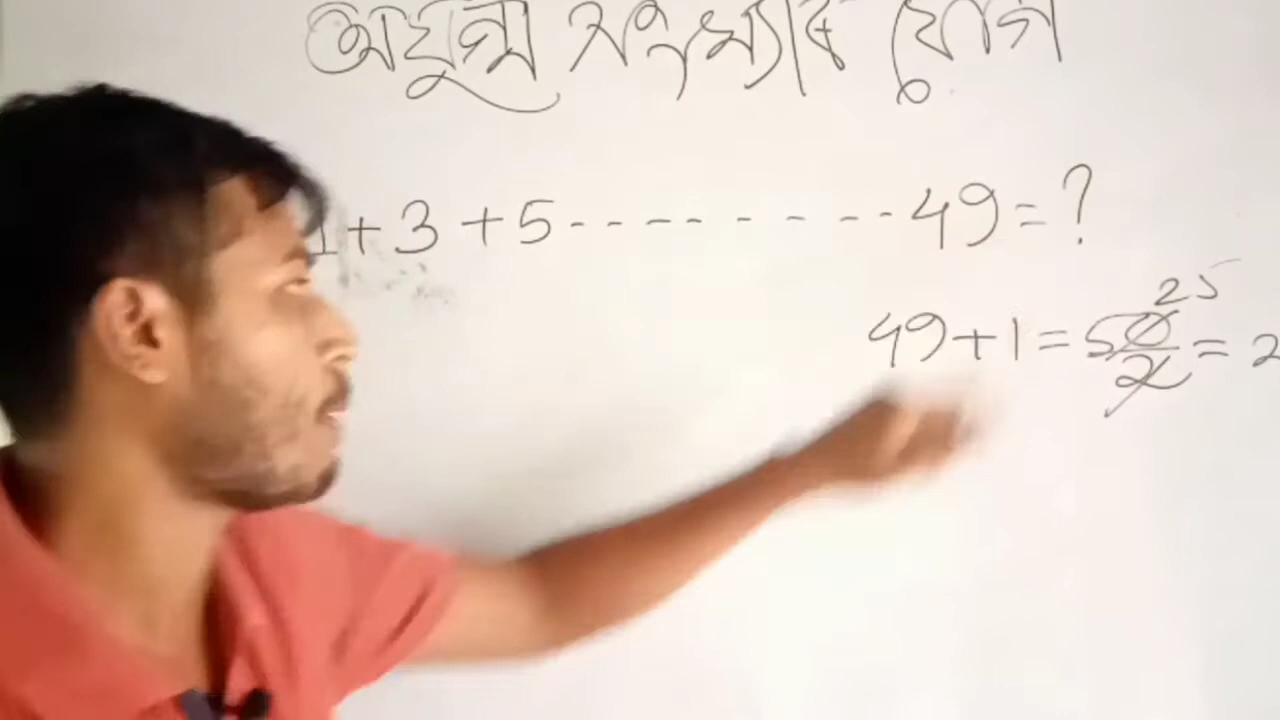 অযুগ্ম সংখ্যাৰ যোগ
1+3+5--------49=?
49+1=50/2=2
25